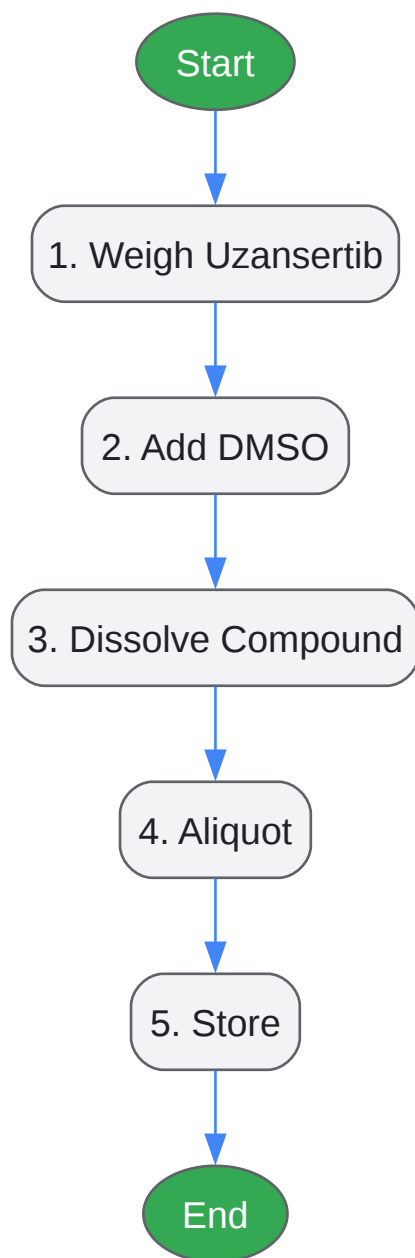 Start
1. Weigh Uzansertib
2. Add DMSO
3. Dissolve Compound
4. Aliquot
5. Store
End